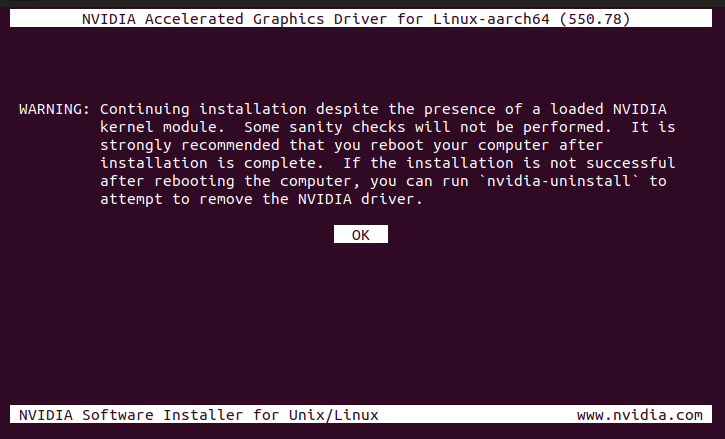 NVIDIA Accelerated Graphics Driver for Linux-aarch64 (550.78)
WARNING: Continuing installation despite the presence of a loaded NVIDIA
kernel module.  Some sanity checks will not be performed.  It is
strongly recommended that you reboot your computer after
installation is complete.  If the installation is not successful
after rebooting the computer, you can run `nvidia-uninstall` to
attempt to remove the NVIDIA driver.
OK
NVIDIA Software Installer for Unix/Linux www.nvidia.com